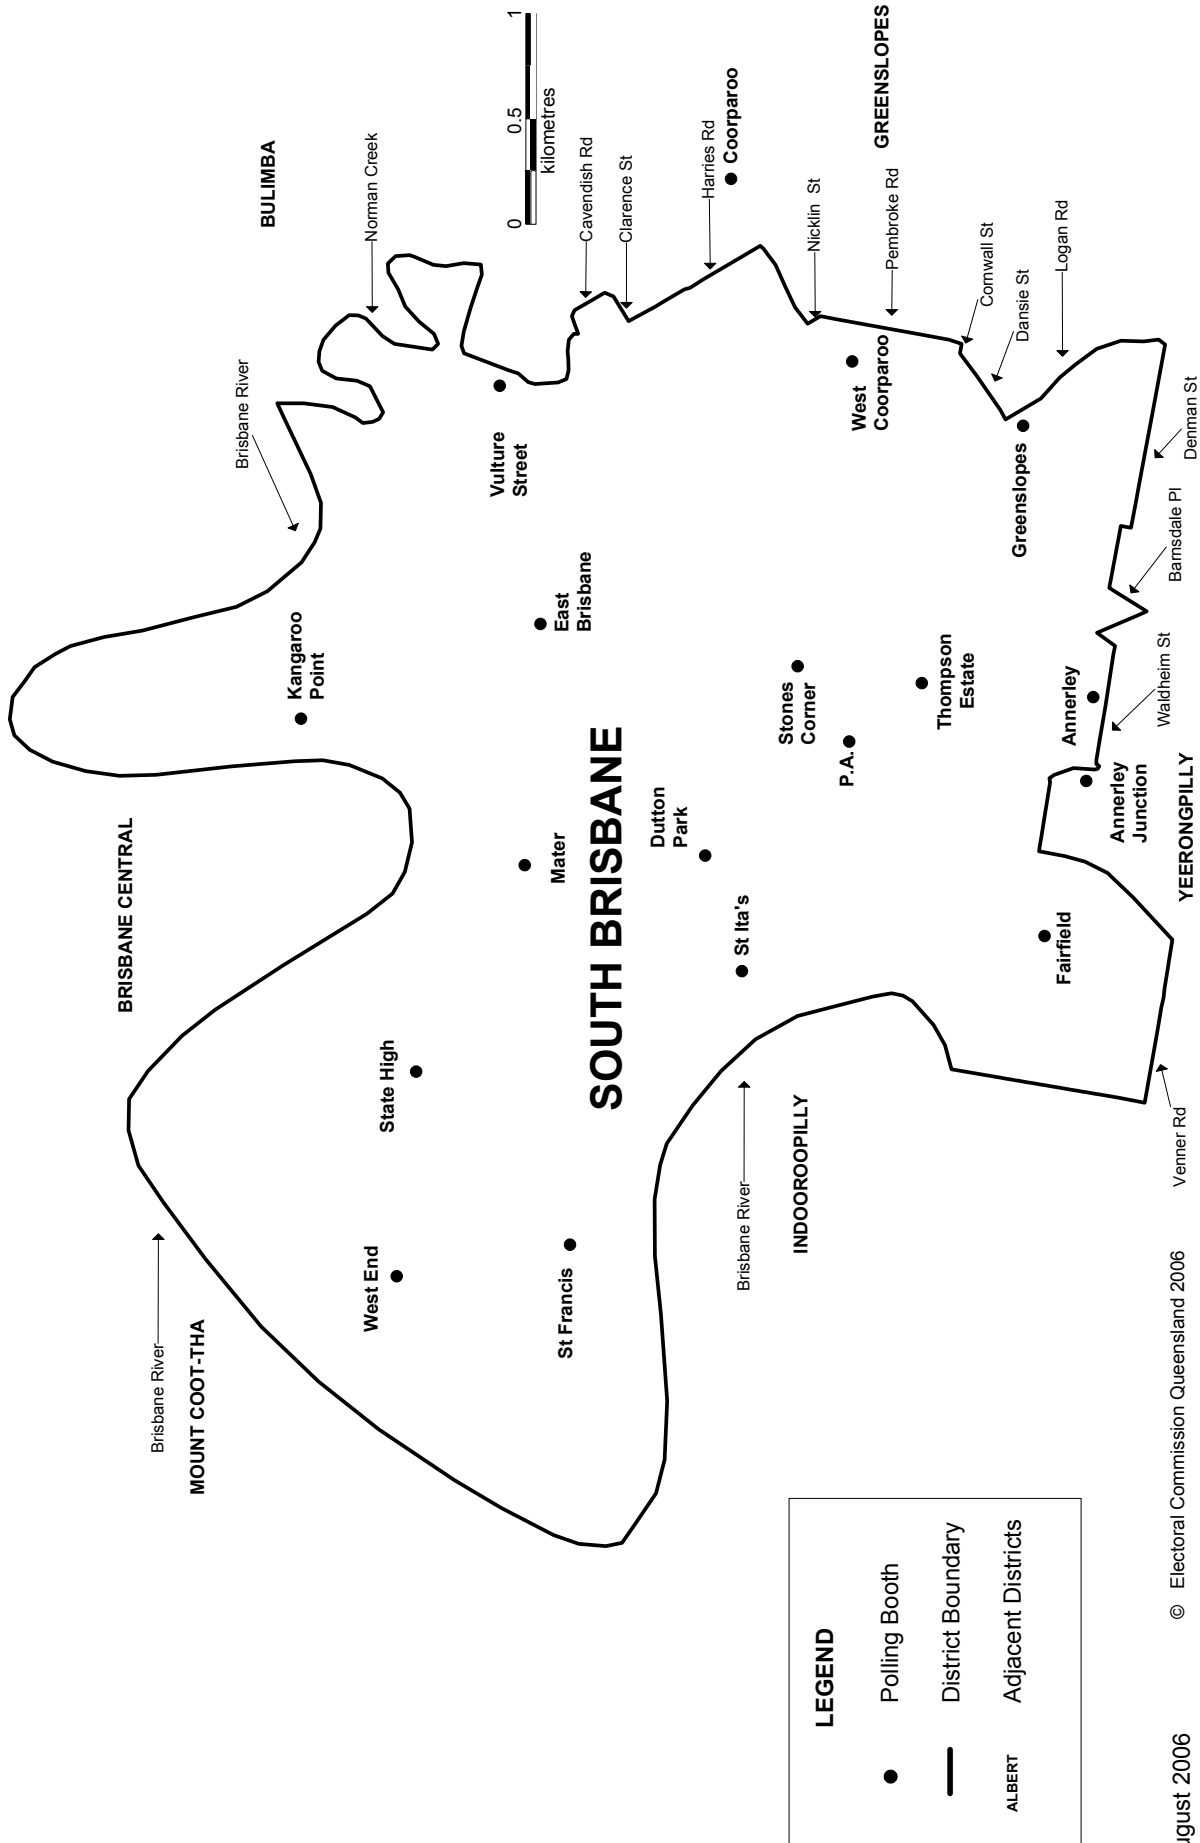 BRISBANE CENTRAL
BULIMBA
Brisbane River
Norman Creek
Brisbane River
MOUNT COOT-THA
Kangaroo
Point
State High
West End
Mater
Vulture
Street
East
Brisbane
0
0.5
1
kilometres
St Francis
SOUTH BRISBANE
Cavendish Rd
Clarence St
Harries Rd
Coorparoo
Dutton
Park
St Ita's
Brisbane River
INDOOROOPILLY
Stones
Corner
P.A.
Nicklin St
West
Coorparoo
Pembroke Rd
GREENSLOPES
Thompson
Estate
Cornwall St
Dansie St
Logan Rd
Greenslopes
Fairfield
Annerley
Annerley
Junction
Waldheim St
Barnsdale Pl
Denman St
YEERONGPILLY
Venner Rd
LEGEND
Polling Booth
District Boundary
ALBERT
Adjacent Districts
gust 2006
© Electoral Commission Queensland 2006